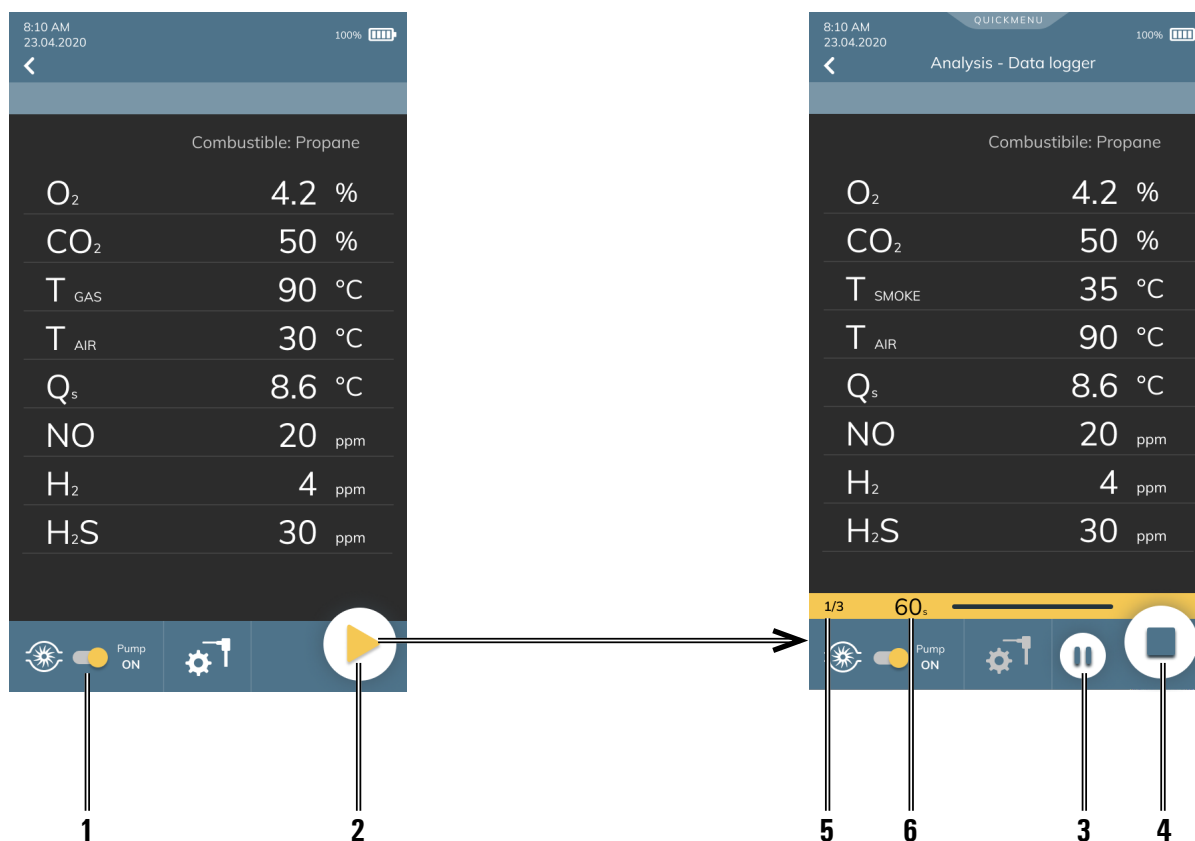 8:10 AM
23.04.2020
100%
Combustible: Propane
O₂ 4.2 %
CO₂ 50 %
T GAS 90 °C
T AIR 30 °C
Qₛ 8.6 °C
NO 20 ppm
H₂ 4 ppm
H₂S 30 ppm
Pump
ON
1
2
QUICKMENU
8:10 AM
23.04.2020
100%
Analysis - Data logger
Combustibile: Propane
O₂ 4.2 %
CO₂ 50 %
T SMOKE 35 °C
T AIR 90 °C
Qₛ 8.6 °C
NO 20 ppm
H₂ 4 ppm
H₂S 30 ppm
1/3 60s
Pump
ON
5
6
3
4